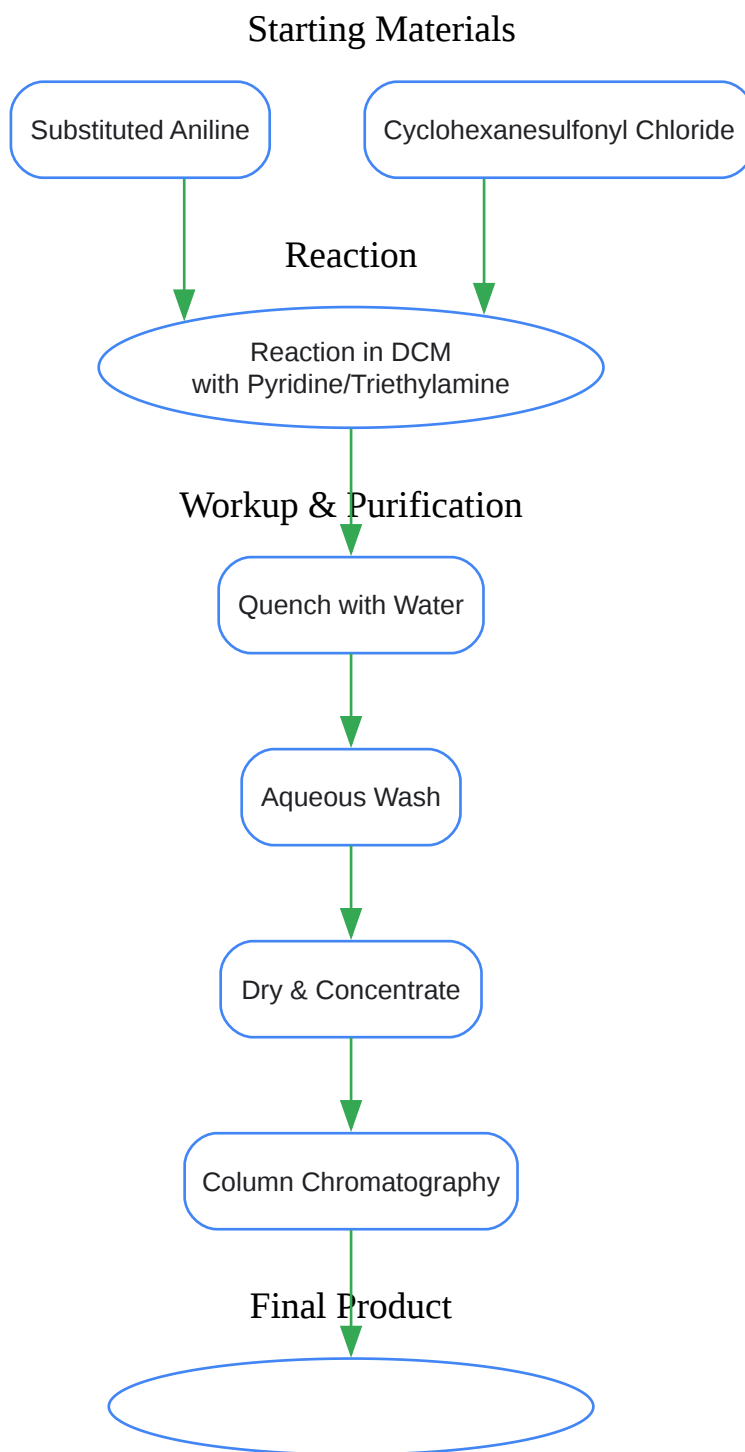 Starting Materials
Substituted Aniline
Cyclohexanesulfonyl Chloride
Reaction
Reaction in DCM
with Pyridine/Triethylamine
Workup & Purification
Quench with Water
Aqueous Wash
Dry & Concentrate
Column Chromatography
Final Product